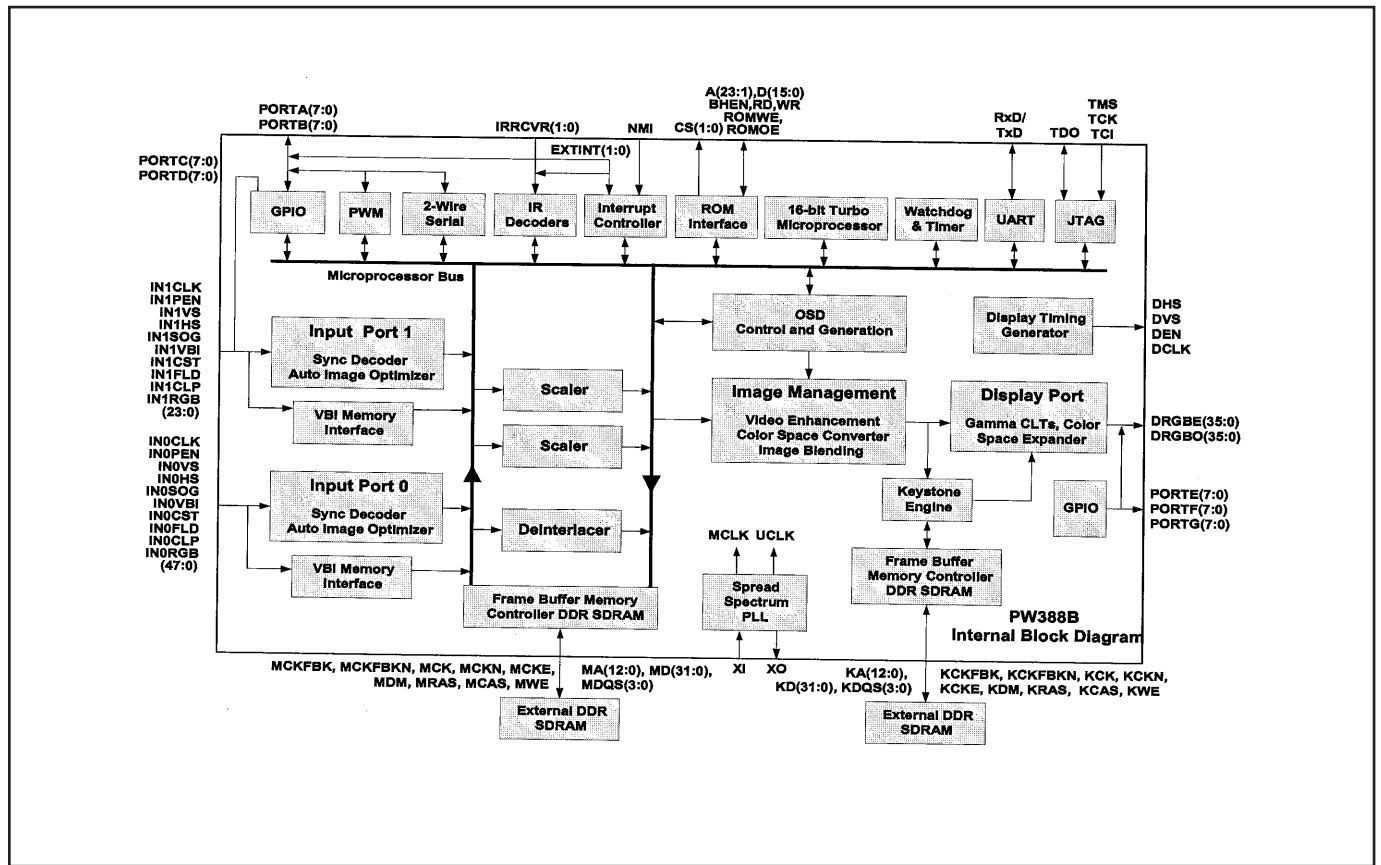 A(23:1),D(15:0)
BHEN,RD,WR
ROMWE,
ROMOE
CS(1:0)
TMS
TCK
TCI
PORTA(7:0)
PORTB(7:0)
IRRCVR(1:0)
NMI
RxD/
TxD
TDO
EXTINT(1:0)
PORTC(7:0)
PORTD(7:0)
GPIO
PWM
2-Wire
Serial
IR
Decoders
Interrupt
Controller
ROM
Interface
16-bit Turbo
Microprocessor
Watchdog
& Timer
UART
JTAG
Microprocessor Bus
IN1CLK
IN1PEN
IN1VS
IN1HS
IN1SOG
IN1VBI
IN1CST
IN1FLD
IN1CLP
IN1RGB
(23:0)
Input Port 1
Sync Decoder
Auto Image Optimizer
VBI Memory
Interface
OSD
Control and Generation
Display Timing
Generator
DHS
DVS
DEN
DCLK
Scaler
Image Management
Video Enhancement
Color Space Converter
Image Blending
Display Port
Gamma CLTs, Color
Space Expander
DRGBE(35:0)
DRGBO(35:0)
Scaler
IN0CLK
IN0PEN
IN0VS
IN0HS
IN0SOG
IN0VBI
IN0CST
IN0FLD
IN0CLP
IN0RGB
(47:0)
Input Port 0
Sync Decoder
Auto Image Optimizer
VBI Memory
Interface
Deinterlacer
Keystone
Engine
GPIO
PORTE(7:0)
PORTF(7:0)
PORTG(7:0)
MCLK UCLK
Frame Buffer Memory
Controller DDR SDRAM
Spread
Spectrum
PLL
Frame Buffer
Memory Controller
DDR SDRAM
PW388B
Internal Block Diagram
MCKFBK, MCKFBKN, MCK, MCKN, MCKE,
MDM, MRAS, MCAS, MWE
MA(12:0), MD(31:0),
MDQS(3:0)
XI
XO
KA(12:0),
KD(31:0), KDQS(3:0)
KCKFBK, KCKFBKN, KCK, KCKN,
KCKE, KDM, KRAS, KCAS, KWE
External DDR
SDRAM
External DDR
SDRAM